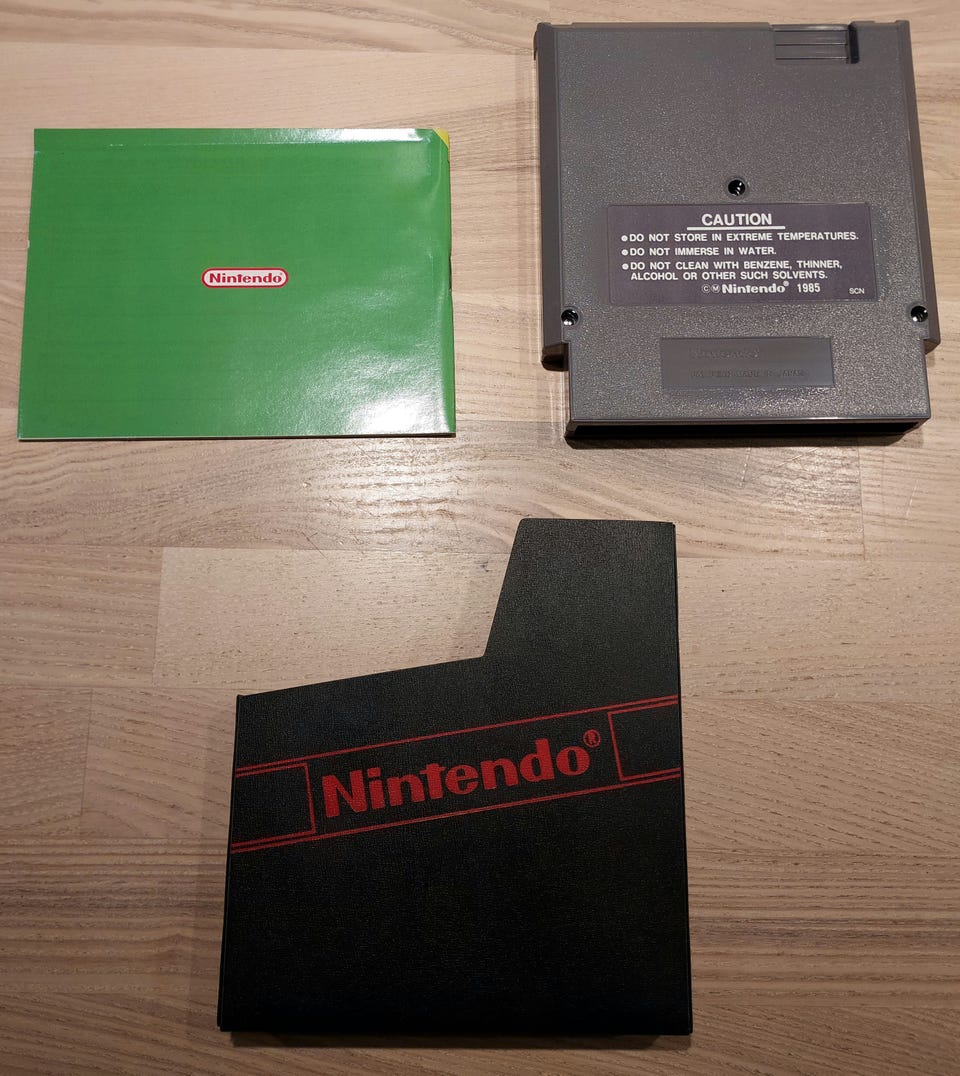 Nintendo®
CAUTION
●DO NOT STORE IN EXTREME TEMPERATURES.
●DO NOT IMMERSE IN WATER.
●DO NOT CLEAN WITH BENZENE, THINNER,
ALCOHOL OR OTHER SUCH SOLVENTS.
©Ⓜ Nintendo® 1985
SCN
Nintendo®